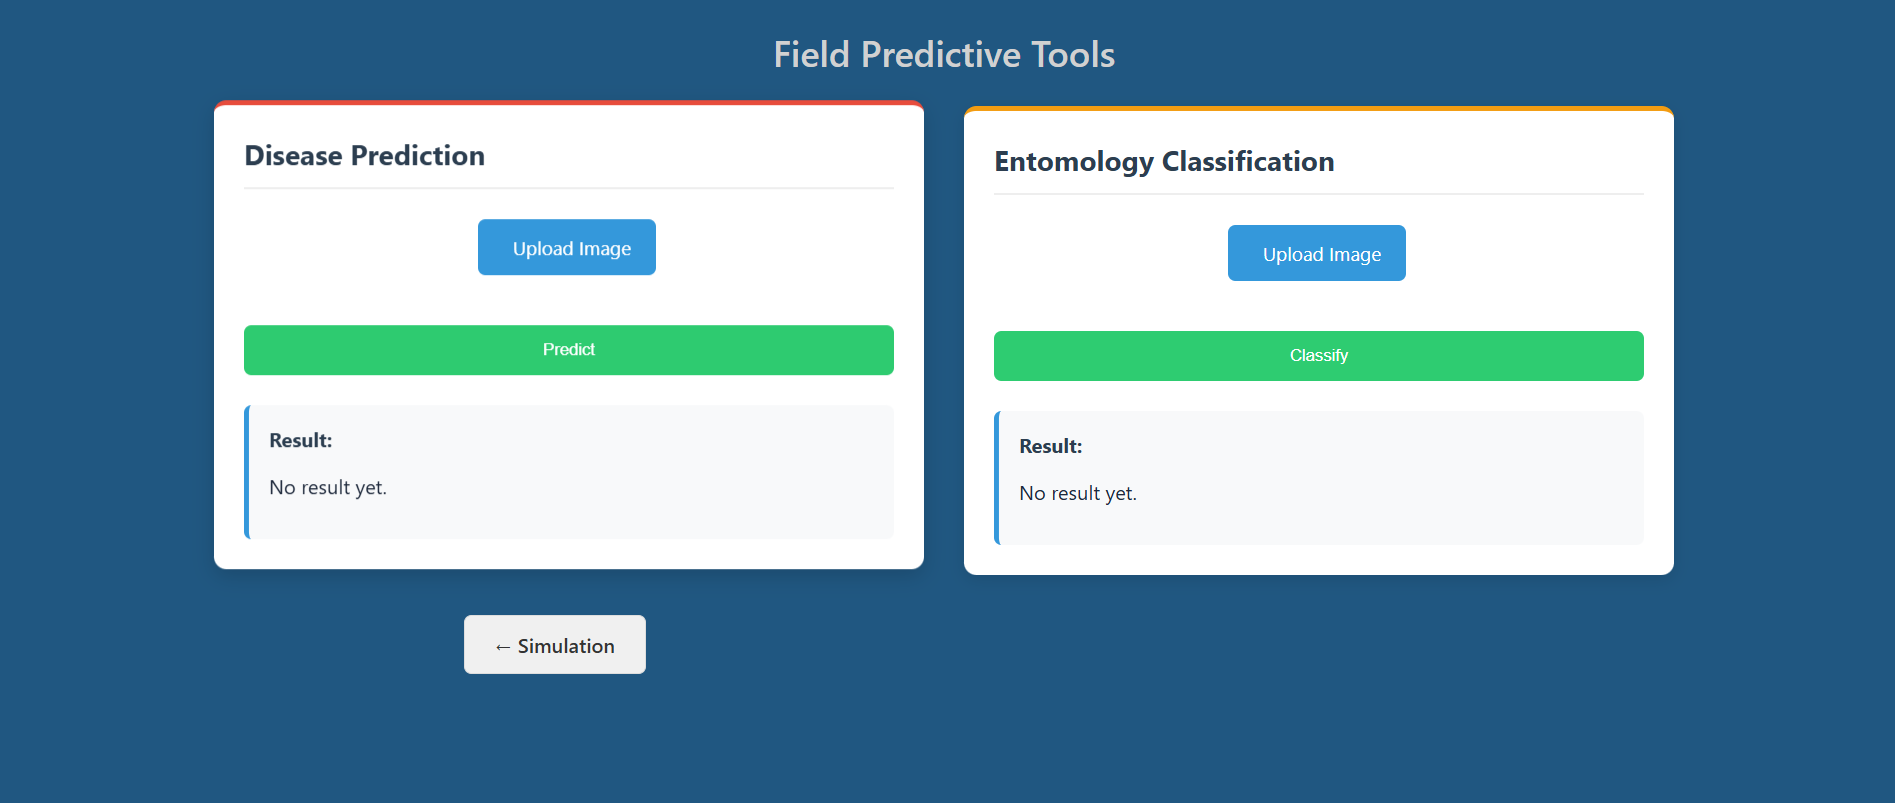 Field Predictive Tools
Disease Prediction
Upload Image
Predict
Result:
No result yet.
Entomology Classification
Upload Image
Classify
Result:
No result yet.
← Simulation